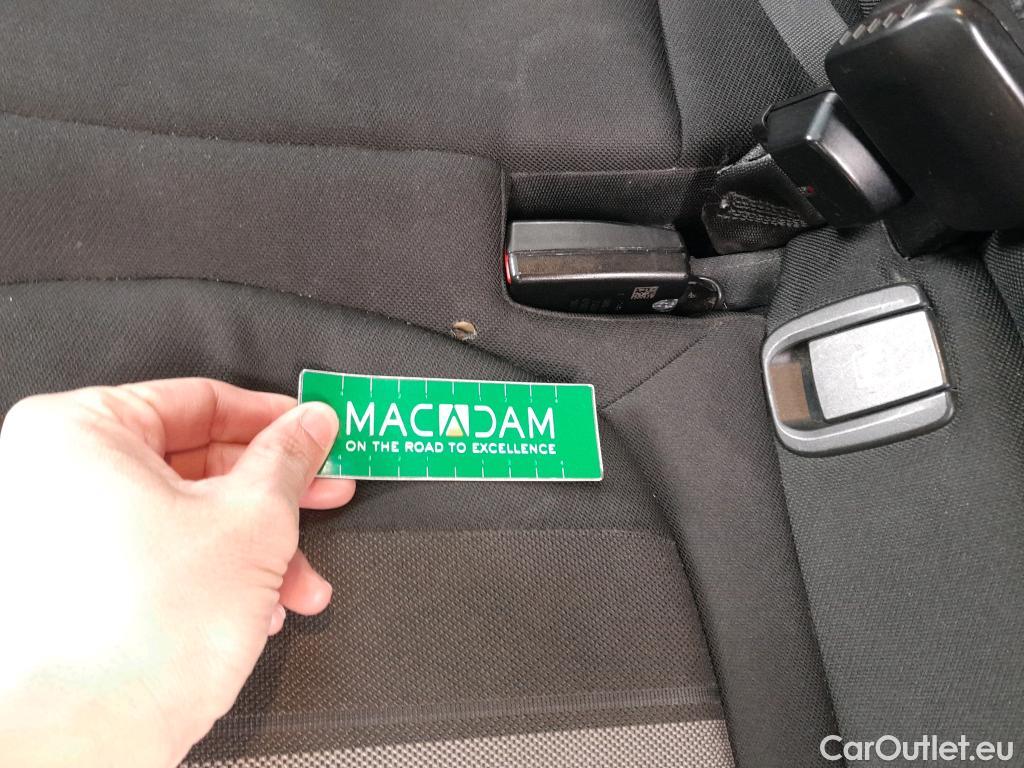 MACADAM
ON THE ROAD TO EXCELLENCE
CarOutlet.eu